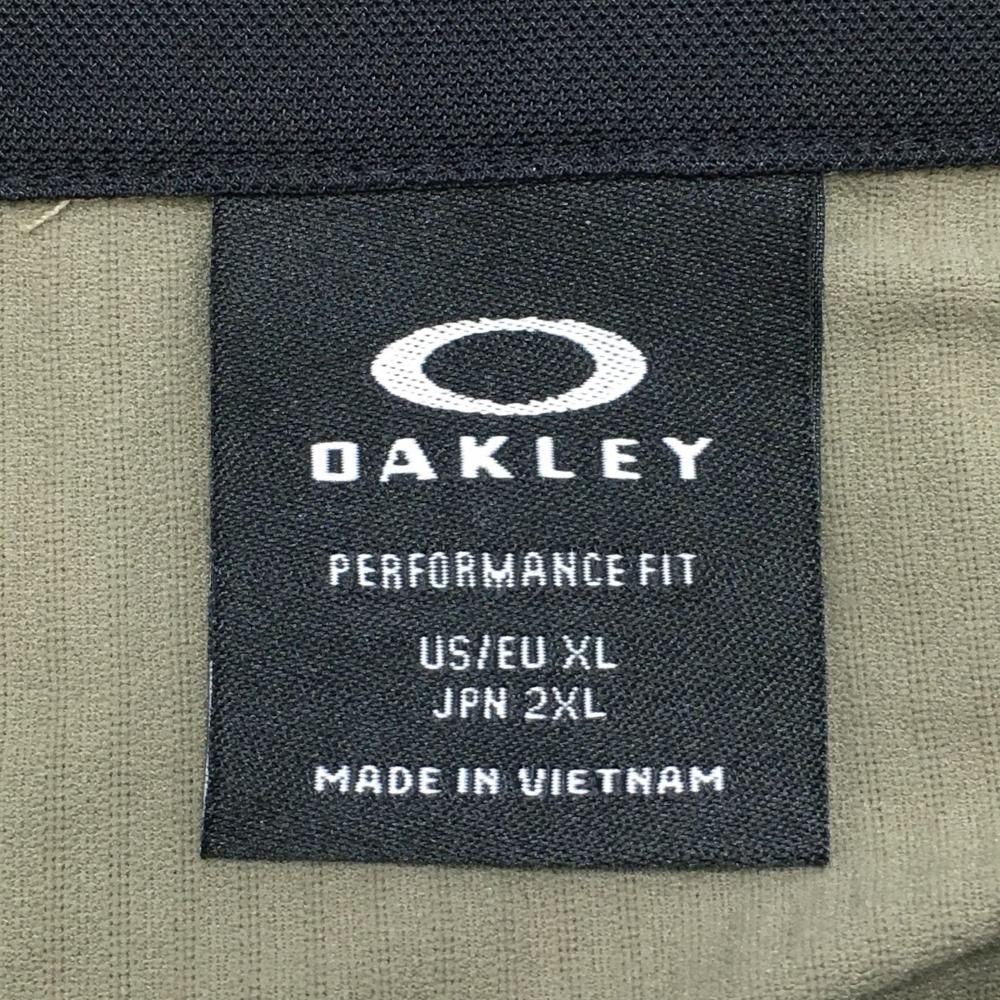 OAKLEY
PERFORMANCE FIT
US/EU XL
JPN 2XL
MADE IN VIETNAM